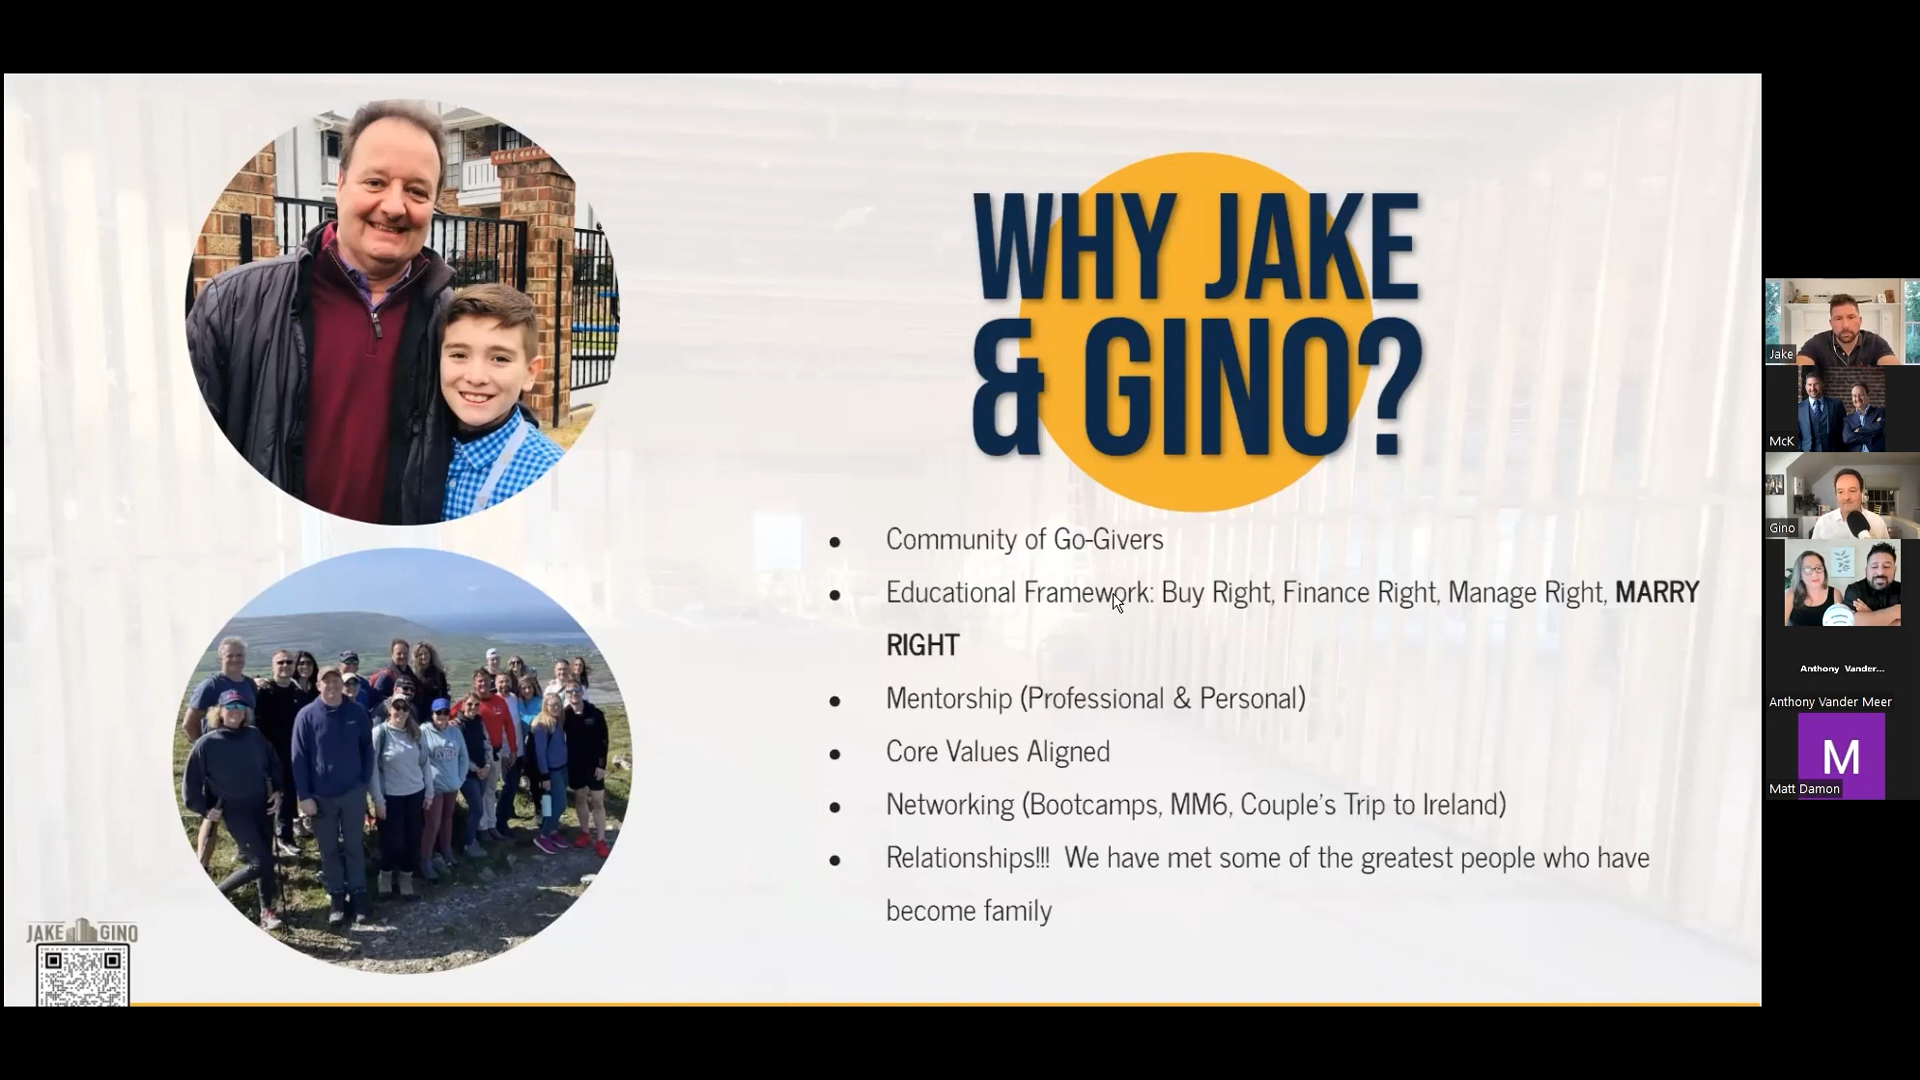 WHY JAKE
& GINO?
Community of Go-Givers
Educational Framework: Buy Right, Finance Right, Manage Right, MARRY
RIGHT
Mentorship (Professional & Personal)
Core Values Aligned
Networking (Bootcamps, MM6, Couple's Trip to Ireland)
Relationships!!! We have met some of the greatest people who have
become family
JAKE GINO
Jake
McK
Gino
Anthony Vander...
Anthony Vander Meer
M
Matt Damon